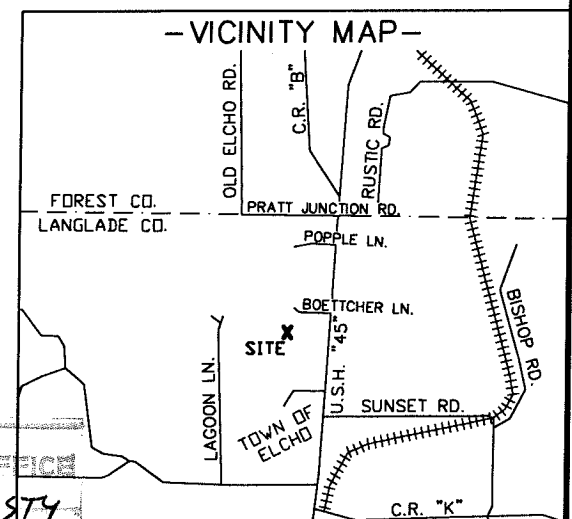 -VICINITY MAP-
OLD ELCHO RD.
C.R. "B"
RUSTIC RD.
FOREST CO.
PRATT JUNCTION RD.
LANGLADE CO.
POPPLE LN.
BOETTCHER LN.
SITE X
U.S.H. "45"
BISHOP RD.
LAGOON LN.
SUNSET RD.
TOWN OF
ELCHO
C.R. "K"